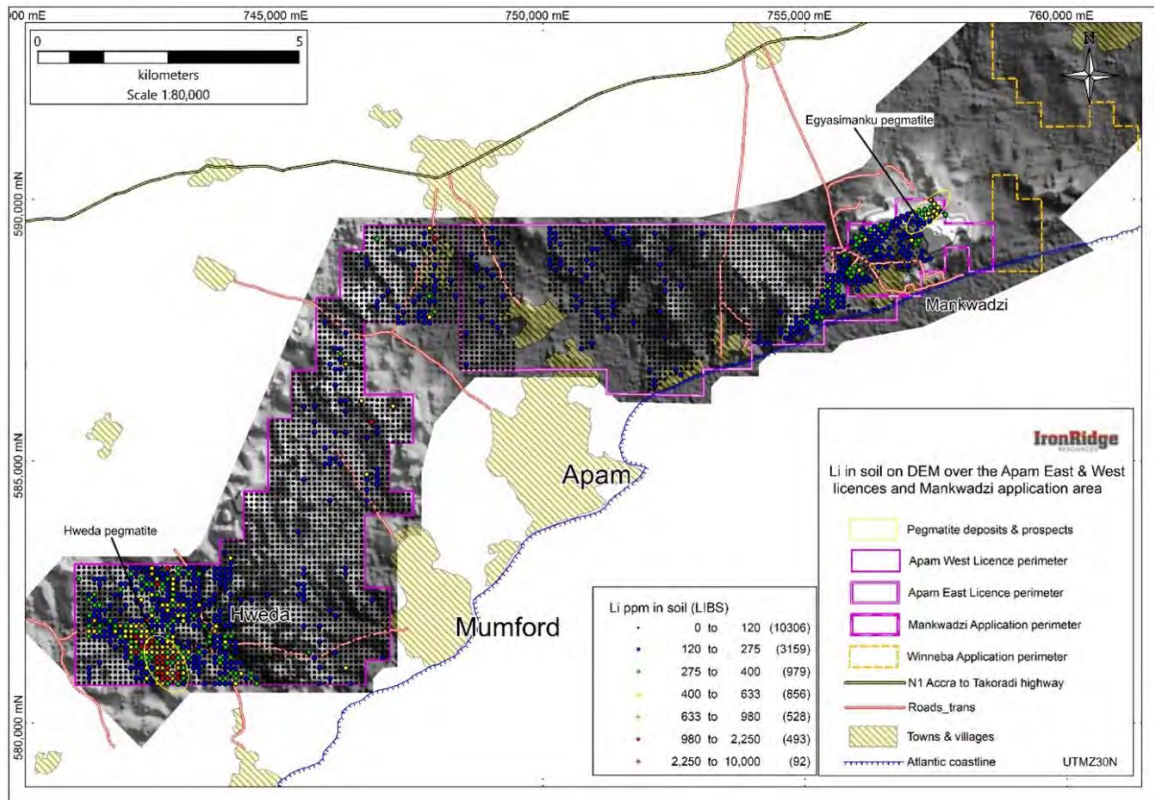 00 mE
745,000 mE
750,000 mE
755,000 mE
760,000 mE
0 5
kilometers
Scale 1:80,000
N
Egyasimanku pegmatite
590,000 mN
Mankwadzi
585,000 mN
Apam
Hweda pegmatite
Hweda
Mumford
580,000 mN
Li ppm in soil (LIBS)
0 to 120 (10306)
120 to 275 (3159)
275 to 400 (979)
400 to 633 (856)
633 to 980 (528)
980 to 2,250 (493)
2,250 to 10,000 (92)
IronRidge
RESOURCES
Li in soil on DEM over the Apam East & West
licences and Mankwadzi application area
Pegmatite deposits & prospects
Apam West Licence perimeter
Apam East Licence perimeter
Mankwadzi Application perimeter
Winneba Application perimeter
N1 Accra to Takoradi highway
Roads_trans
Towns & villages
Atlantic coastline
UTMZ30N